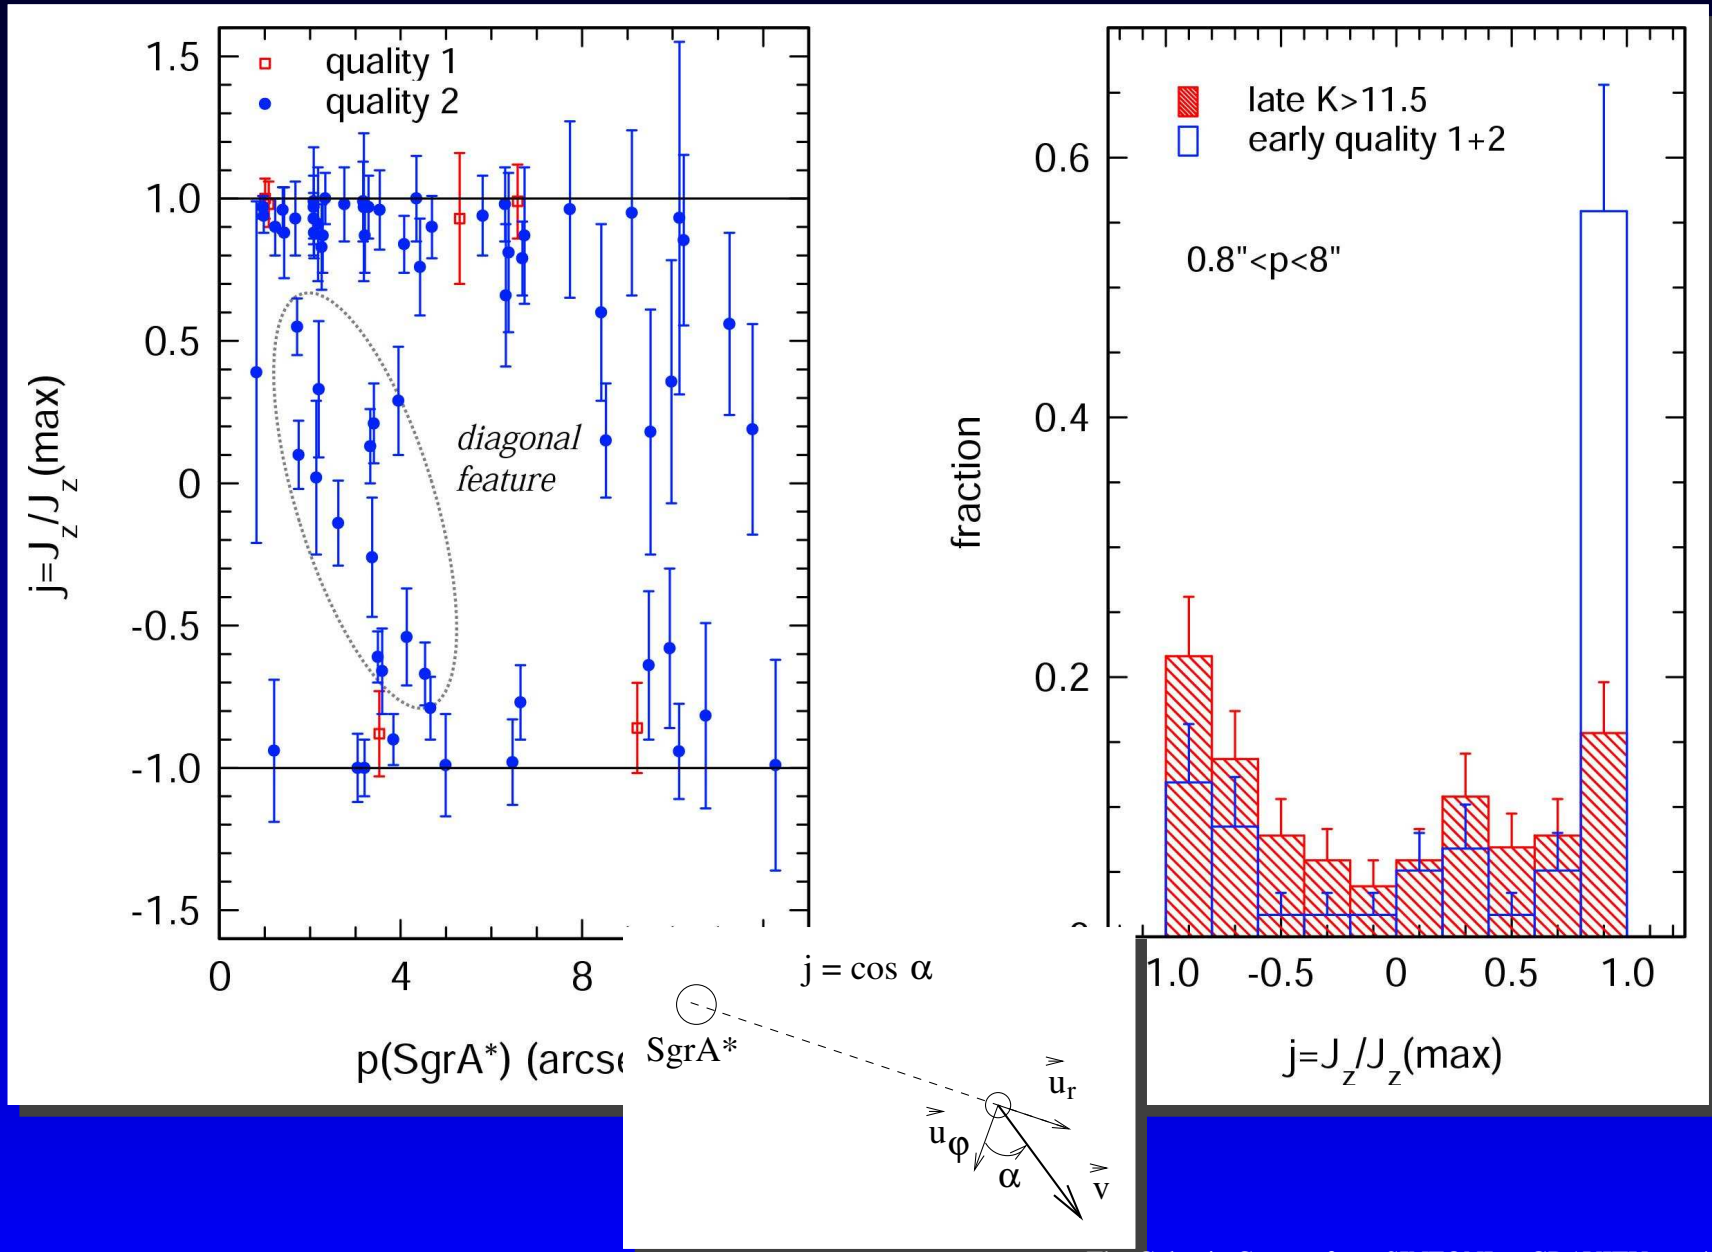 1.5
1.0
0.5
0
-0.5
-1.0
-1.5
quality 1
quality 2
diagonal
feature
j=J_z/J_z(max)
0
4
8
p(SgrA*) (arcse
0.6
0.4
0.2
fraction
late K>11.5
early quality 1+2
0.8"<p<8"
1.0
-0.5
0
0.5
1.0
j=J_z/J_z(max)
j = cos α
SgrA*
u_r
u_φ
α
v